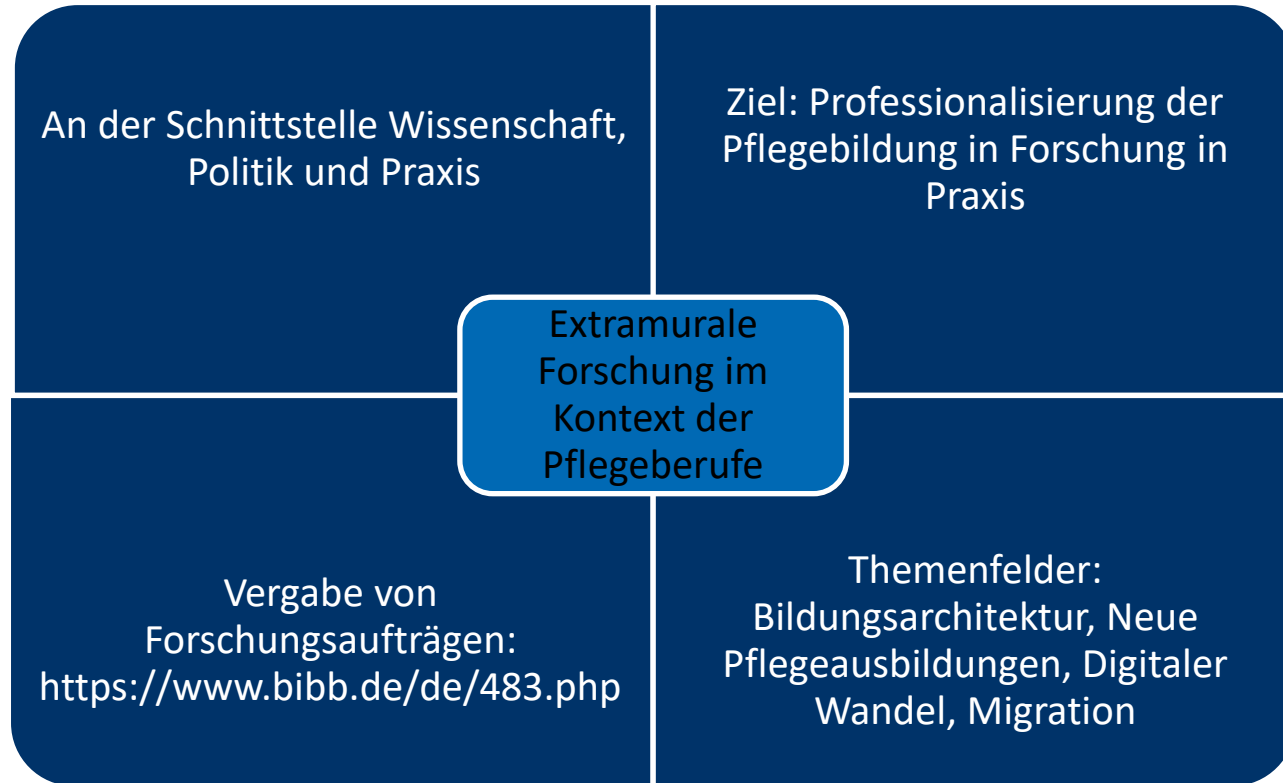 An der Schnittstelle Wissenschaft,
Politik und Praxis
Ziel: Professionalisierung der
Pflegebildung in Forschung in
Praxis
Extramurale
Forschung im
Kontext der
Pflegeberufe
Vergabe von
Forschungsaufträgen:
https://www.bibb.de/de/483.php
Themenfelder:
Bildungsarchitektur, Neue
Pflegeausbildungen, Digitaler
Wandel, Migration